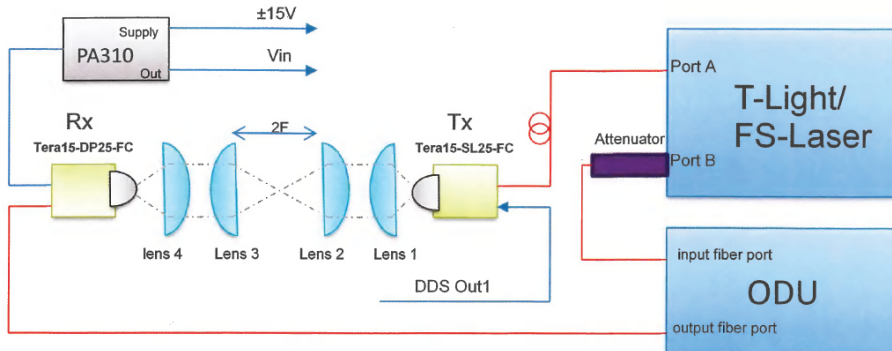 ±15V
Supply
PA310
Vin
Out
Port A
T-Light/
FS-Laser
Rx
2F
Tx
Attenuator
Tera15-DP25-FC
Tera15-SL25-FC
Port B
lens 4
Lens 3
Lens 2
Lens 1
input fiber port
DDS Out1
ODU
output fiber port